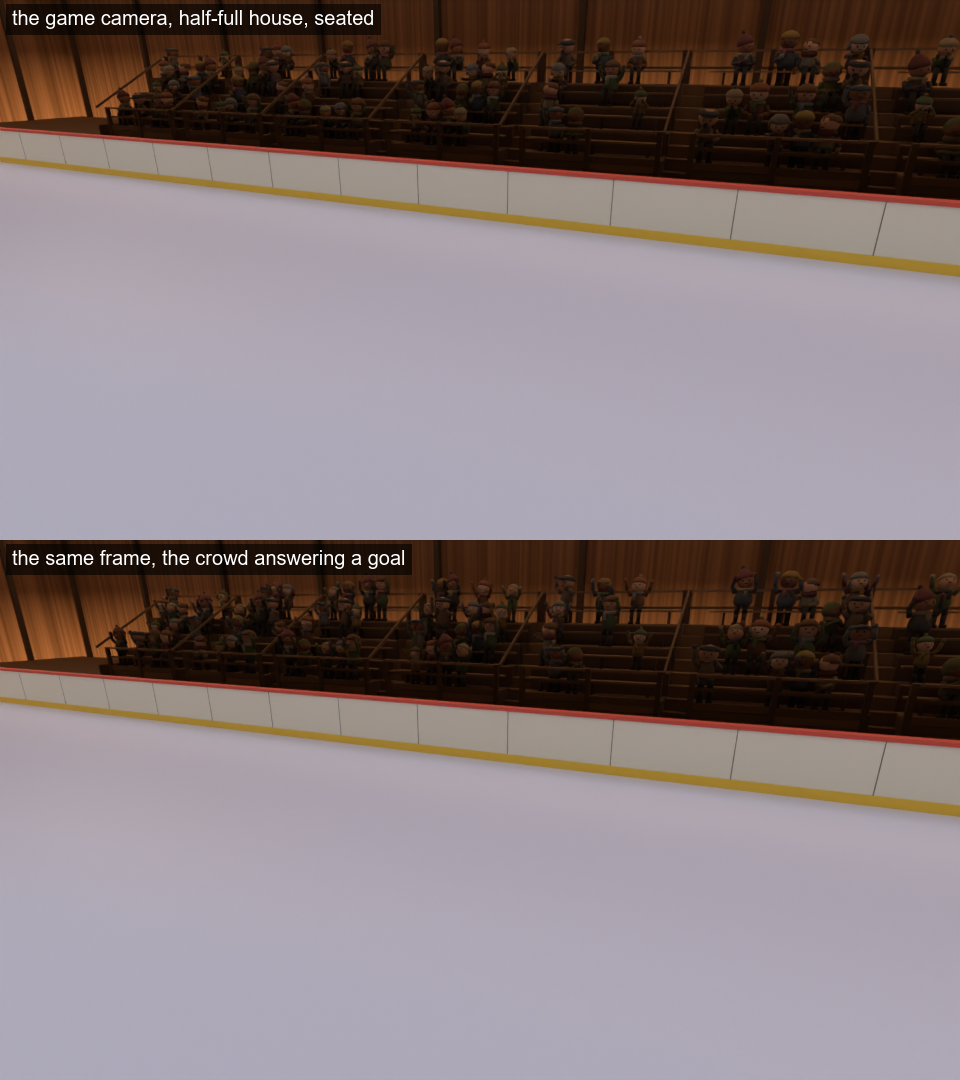 the game camera, half-full house, seated
the same frame, the crowd answering a goal